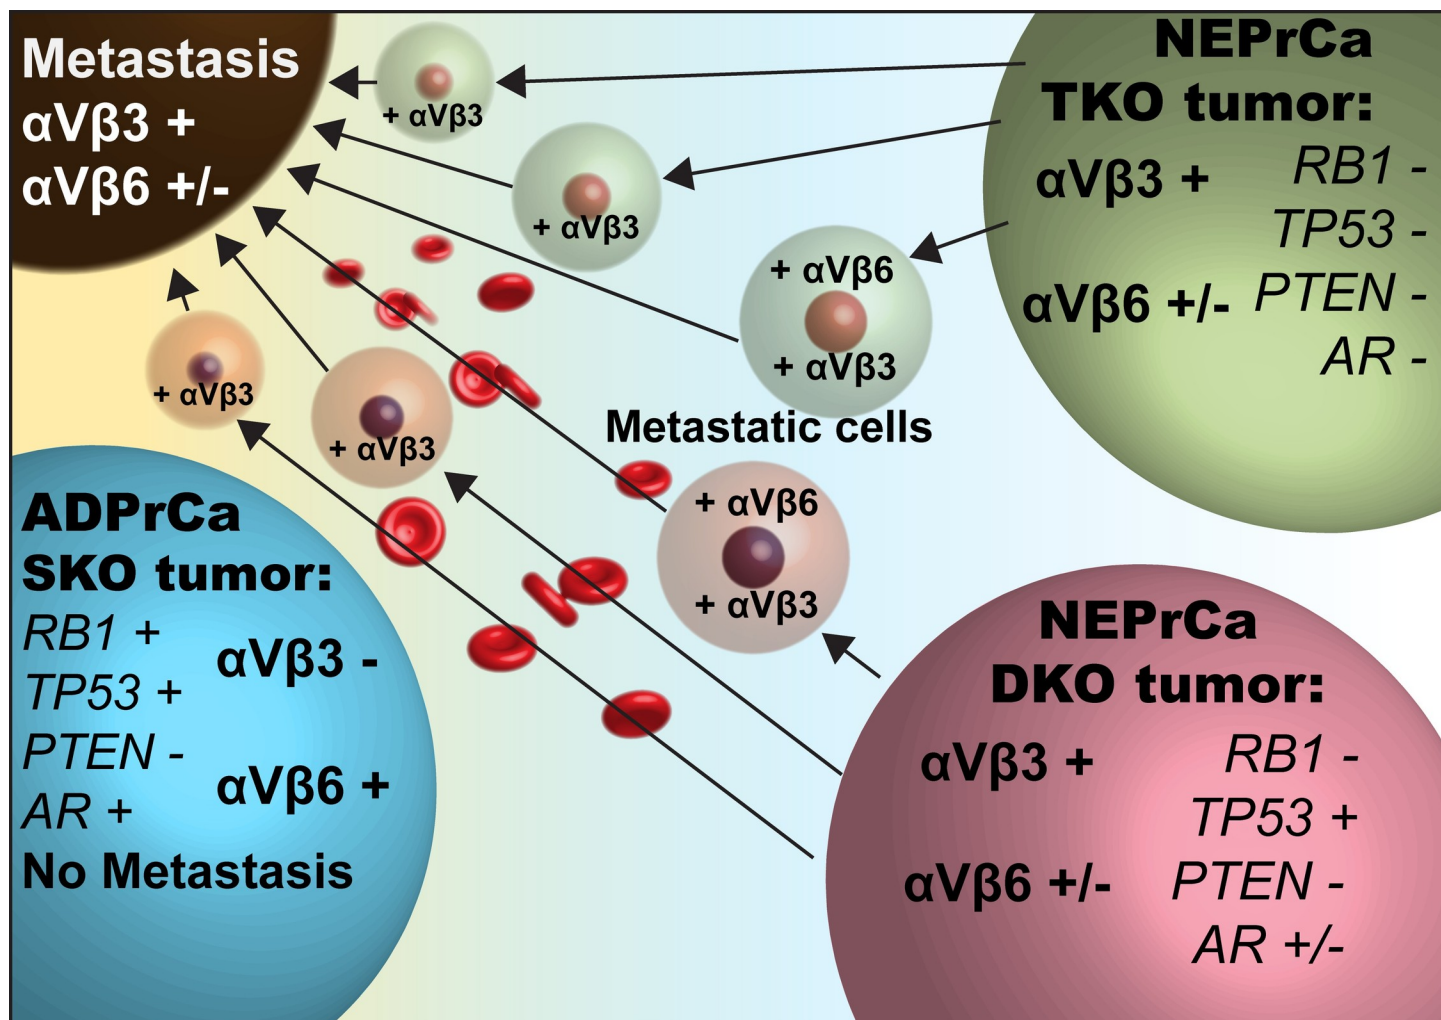 Metastasis
αVβ3 +
αVβ6 +/-
+ αVβ3
+ αVβ3
+ αVβ6
+ αVβ3
Metastatic cells
+ αVβ3
+ αVβ3
+ αVβ6
+ αVβ3
NEPrCa
TKO tumor:
αVβ3 +
αVβ6 +/-
RB1 -
TP53 -
PTEN -
AR -
ADPrCa
SKO tumor:
RB1 +
TP53 +
PTEN -
AR +
αVβ3 -
αVβ6 +
No Metastasis
NEPrCa
DKO tumor:
αVβ3 +
αVβ6 +/-
RB1 -
TP53 +
PTEN -
AR +/-